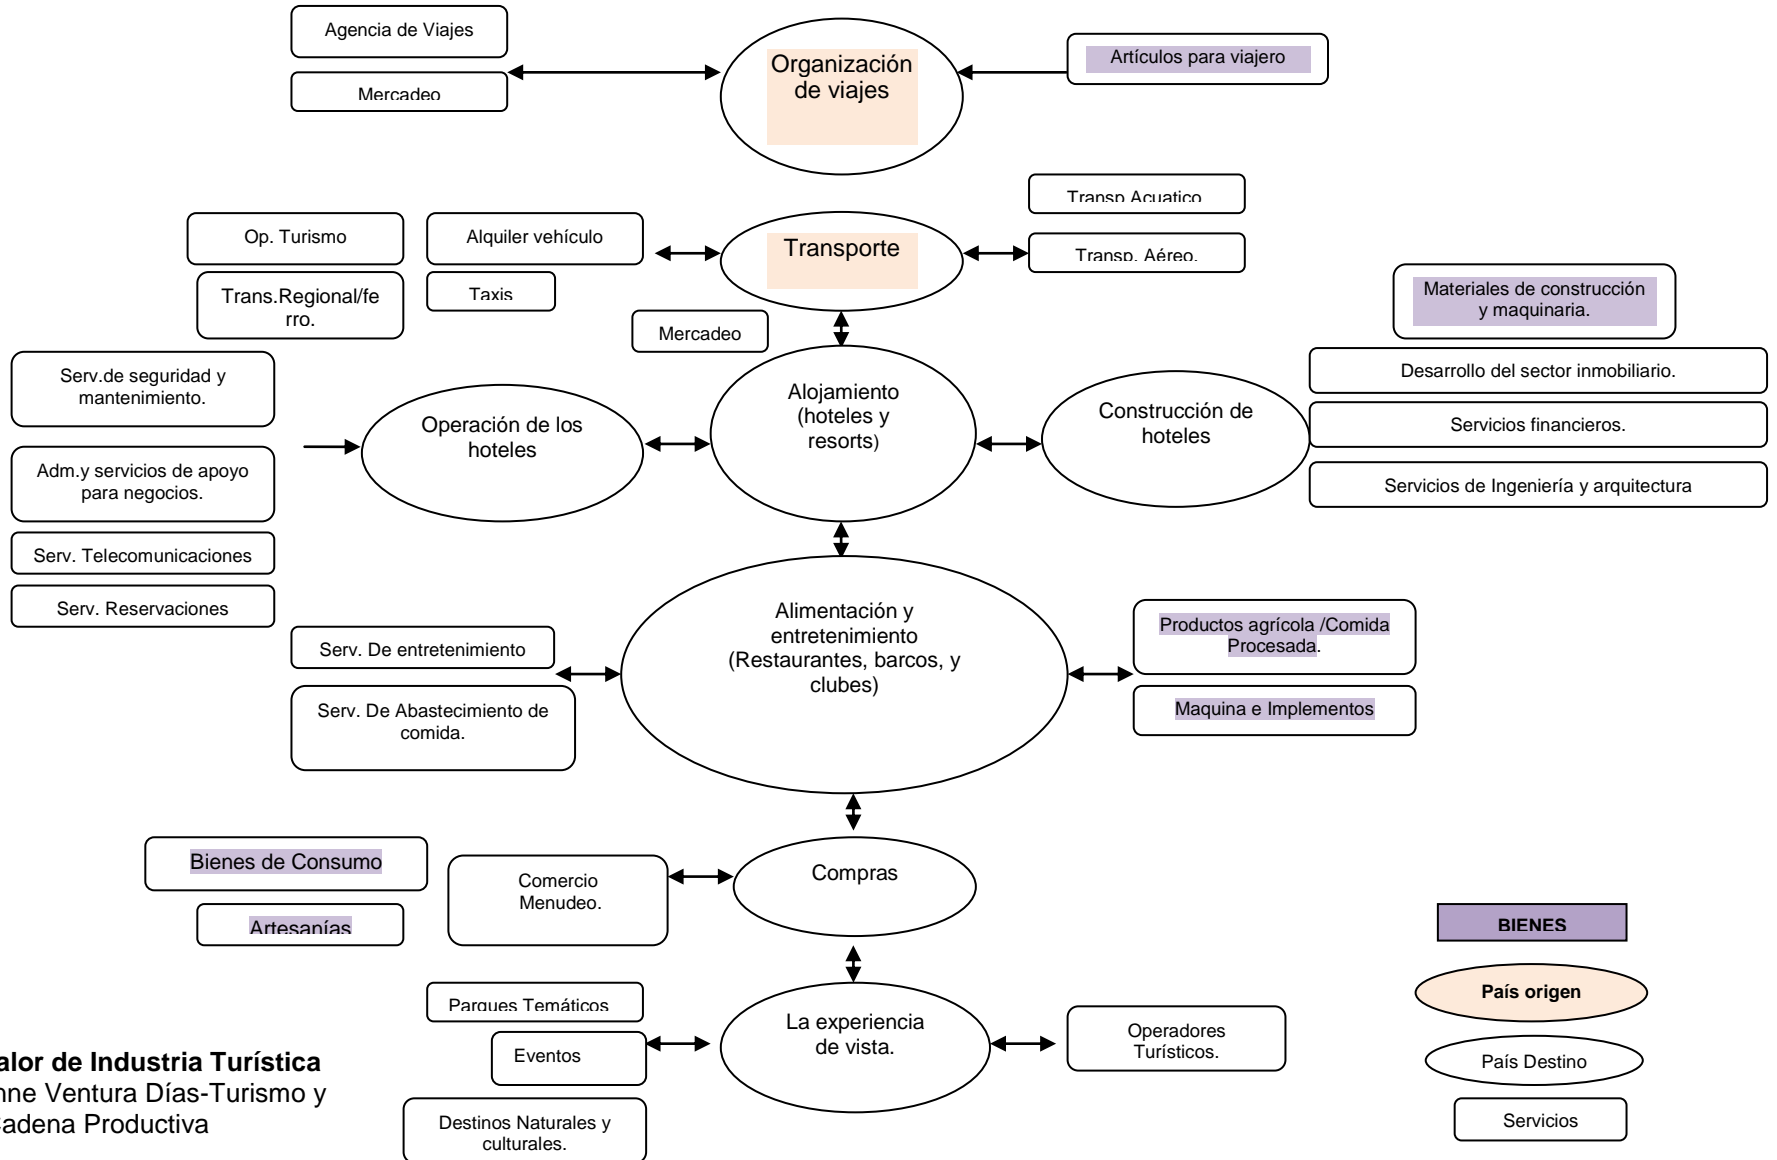 Agencia de Viajes
Mercadeo
Organización
de viajes
Artículos para viajero
Op. Turismo
Alquiler vehículo
Trans.Regional/fe
rro.
Taxis
Transporte
Transp Acuatico
Transp. Aéreo.
Mercadeo
Materiales de construcción
y maquinaria.
Desarrollo del sector inmobiliario.
Servicios financieros.
Servicios de Ingeniería y arquitectura
Serv.de seguridad y
mantenimiento.
Adm.y servicios de apoyo
para negocios.
Serv. Telecomunicaciones
Serv. Reservaciones
Operación de los
hoteles
Alojamiento
(hoteles y
resorts)
Construcción de
hoteles
Serv. De entretenimiento
Serv. De Abastecimiento de
comida.
Alimentación y
entretenimiento
(Restaurantes, barcos, y
clubes)
Productos agrícola /Comida
Procesada.
Maquina e Implementos
Bienes de Consumo
Artesanías
Comercio
Menudeo.
Compras
Parques Temáticos
Eventos
Destinos Naturales y
culturales.
La experiencia
de vista.
Operadores
Turísticos.
BIENES
País origen
País Destino
Servicios
alor de Industria Turística
nne Ventura Días-Turismo y
adena Productiva